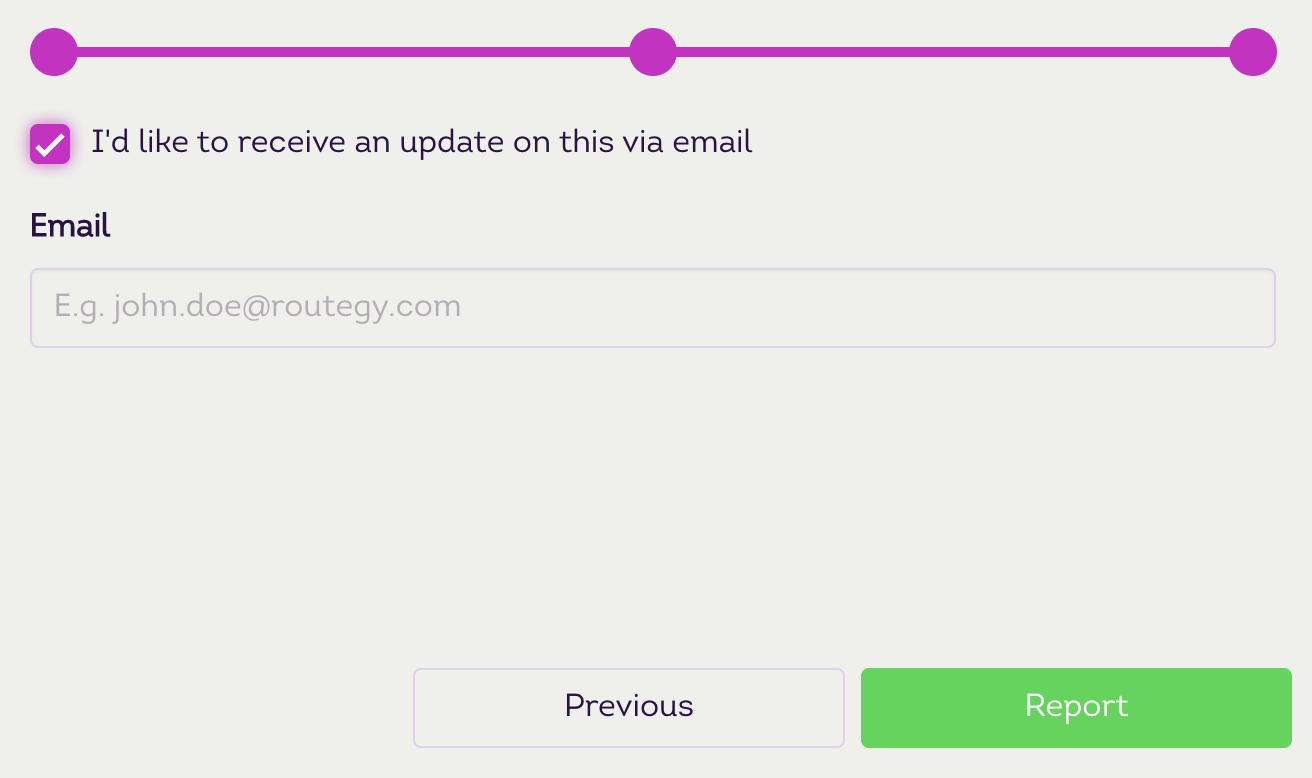 I'd like to receive an update on this via email
Email
E.g. john.doe@routegy.com
Previous
Report